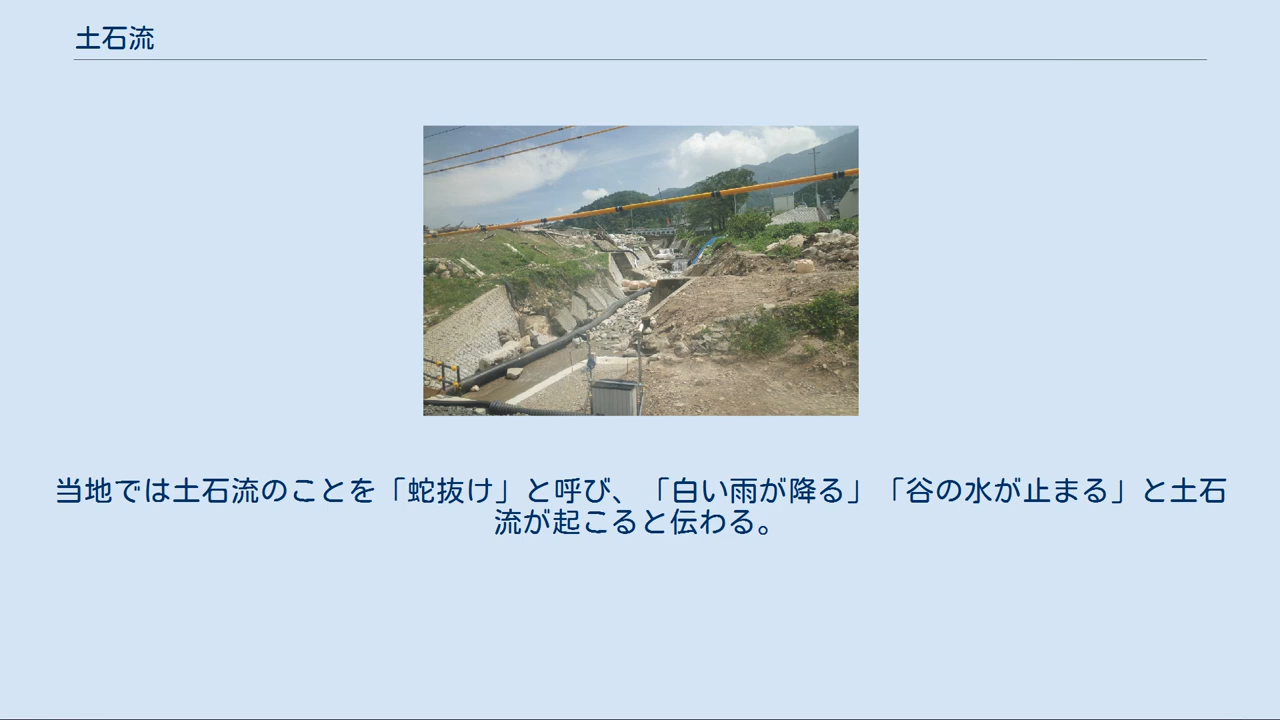 土石流
当地では土石流のことを「蛇抜け」と呼び、「白い雨が降る」「谷の水が止まる」と土石
流が起こると伝わる。